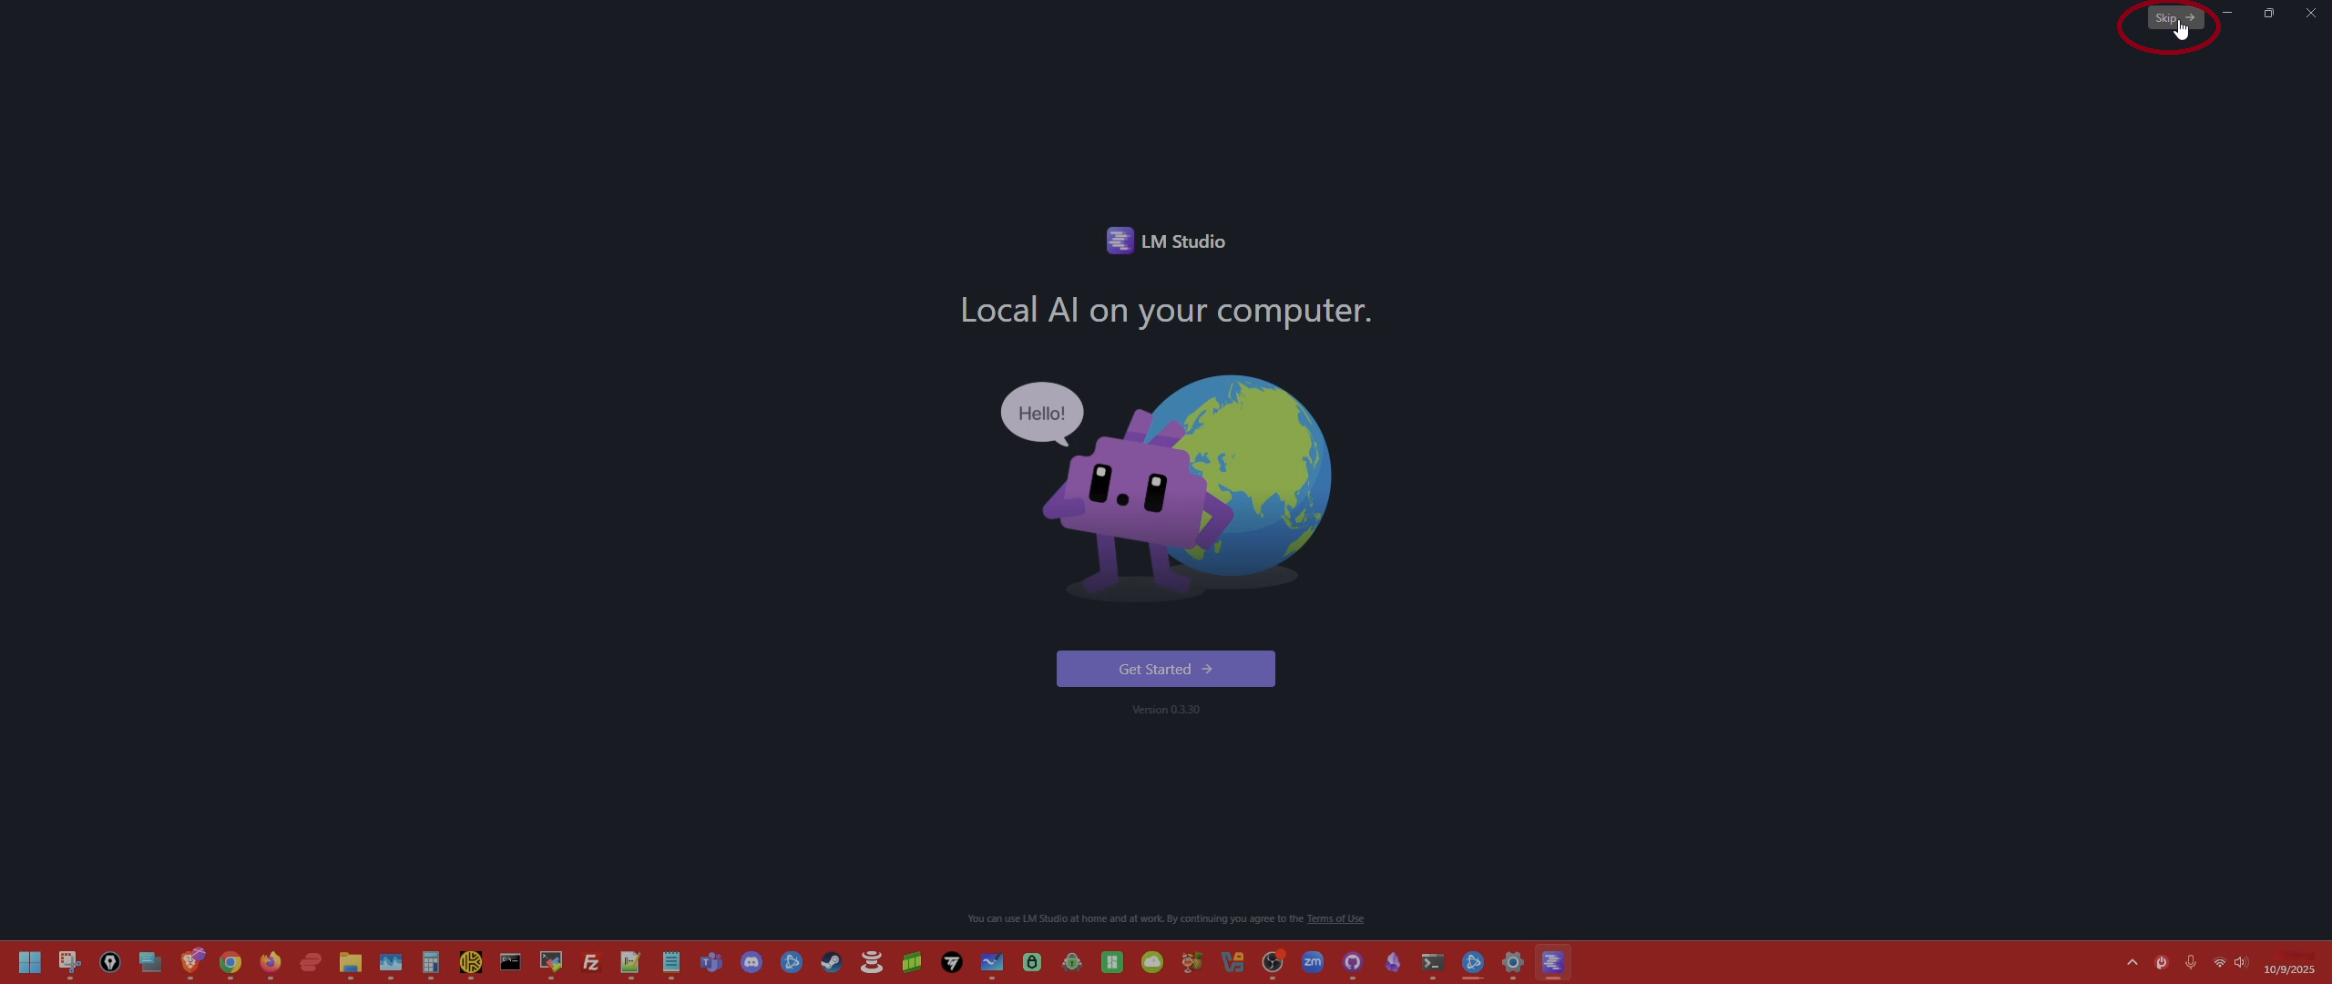 Skip
LM Studio
Local AI on your computer.
Hello!
Get Started
Version 0.3.30
You can use LM Studio at home and at work. By continuing you agree to the Terms of Use
zm
10/9/2025